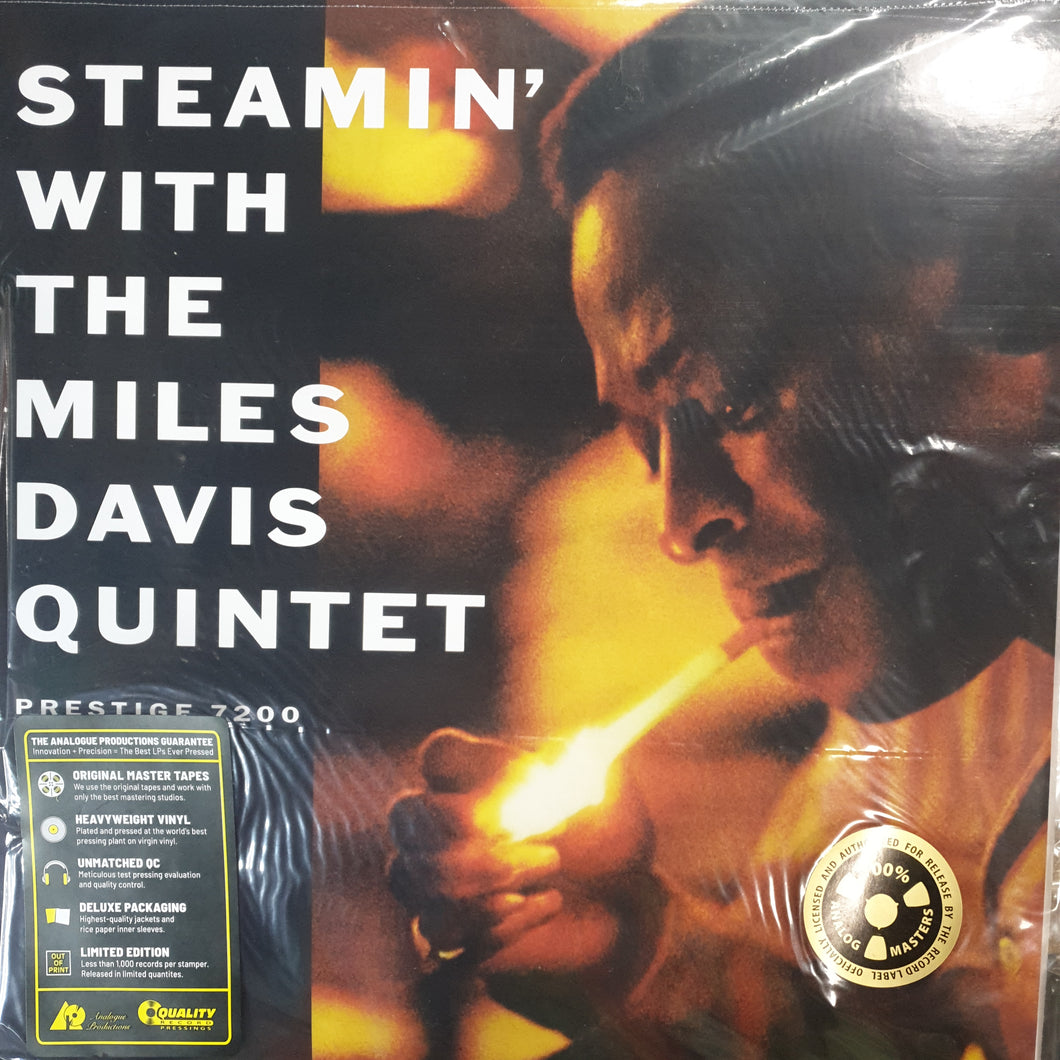 STEAMIN'
WITH
THE
MILES
DAVIS
QUINTET
PRESTIGE 7200
THE ANALOGUE PRODUCTIONS GUARANTEE
Innovation + Precision = The Best LPs Ever Pressed
ORIGINAL MASTER TAPES
We use the original tapes and work with
only the best mastering studios.
HEAVYWEIGHT VINYL
Plated and pressed at the world's best
pressing plant on virgin vinyl.
UNMATCHED QC
Meticulous test pressing evaluation
and quality control.
DELUXE PACKAGING
Highest-quality jackets and
rice paper inner sleeves.
OUT
OF
PRINT
LIMITED EDITION
Less than 1,000 records per stamper.
Released in limited quantites.
Analogue
Productions
QUALITY
RECORD
PRESSINGS
OFFICIALLY LICENSED AND FOR RELEASE BY THE RECORD LABEL
ANALOG
MASTERS